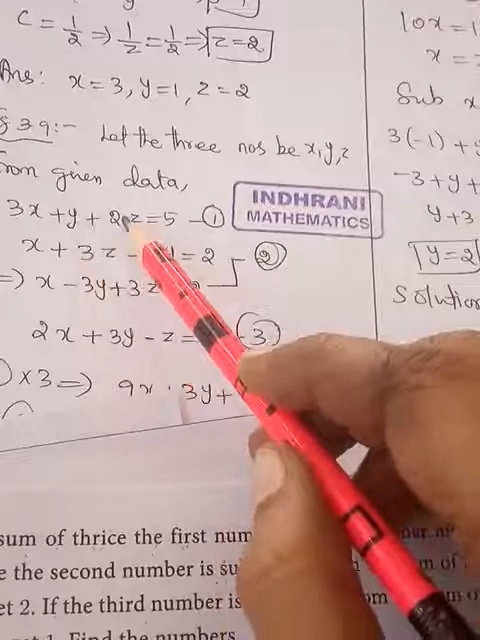 C = 1/2 ⇒ 1/z = 1/2 ⇒ z = 2
Ans: x = 3, y = 1, z = 2
39:- Let the three nos be x, y, z
From given data,
3x + y + 2z = 5 - ①
INDHRANI
MATHEMATICS
x + 3z - y = 2
②
⇒) x - 3y + 3z
2x + 3y - z = ③
) × 3 ⇒) 9x 3y +
10x = 1
x =
Sub x
3(-1) + y
-3 + y +
y + 3
y = 2
Solution
sum of thrice the first num
e the second number is su
et 2. If the third number is
Find the numbers